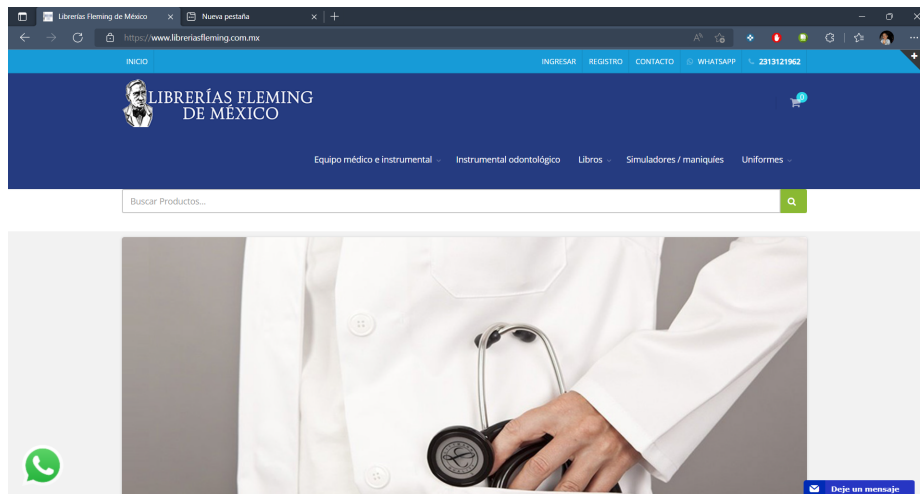 Librerías Fleming de México
Nueva pestaña
https://www.libreriasfleming.com.mx
INICIO
INGRESAR REGISTRO CONTACTO WHATSAPP 2313121962
LIBRERÍAS FLEMING
DE MÉXICO
0
Equipo médico e instrumental Instrumental odontológico Libros Simuladores / maniquíes Uniformes
Buscar Productos...
Deje un mensaje